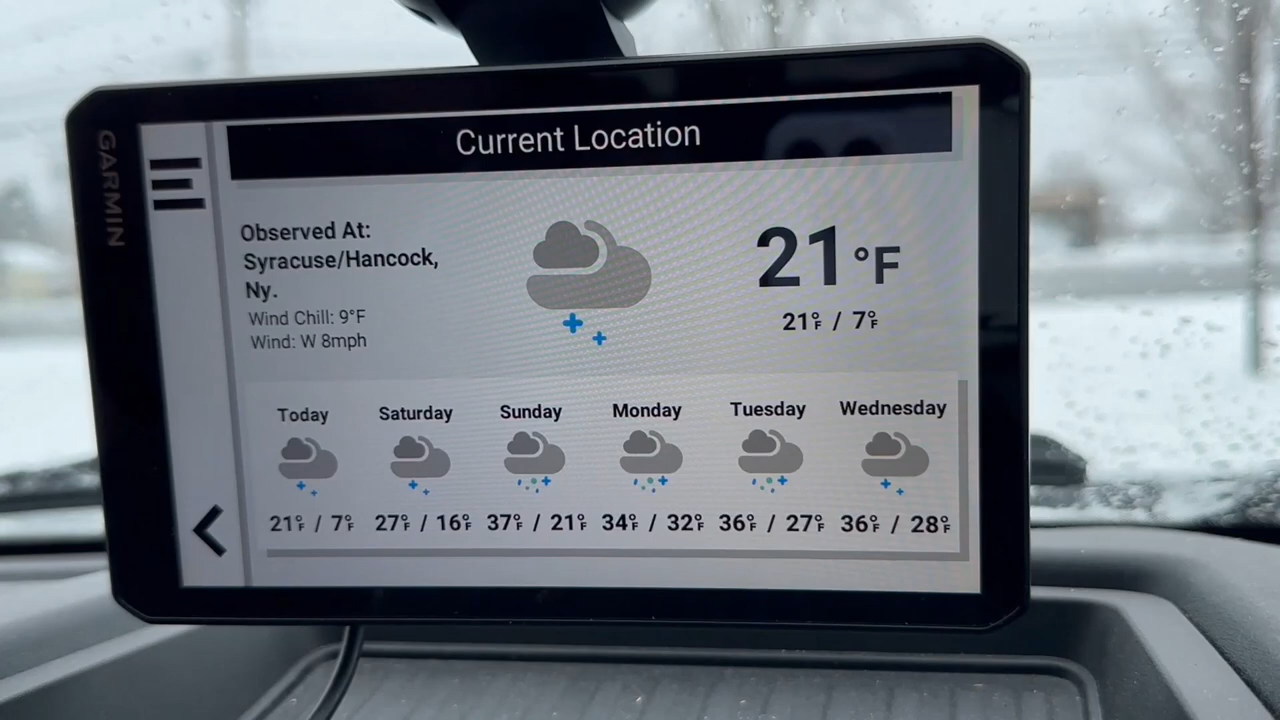 GARMIN
Current Location
Observed At:
Syracuse/Hancock,
Ny.
Wind Chill: 9°F
Wind: W 8mph
21°F
21°F / 7°F
Today Saturday Sunday Monday Tuesday Wednesday
21°F / 7°F 27°F / 16°F 37°F / 21°F 34°F / 32°F 36°F / 27°F 36°F / 28°F